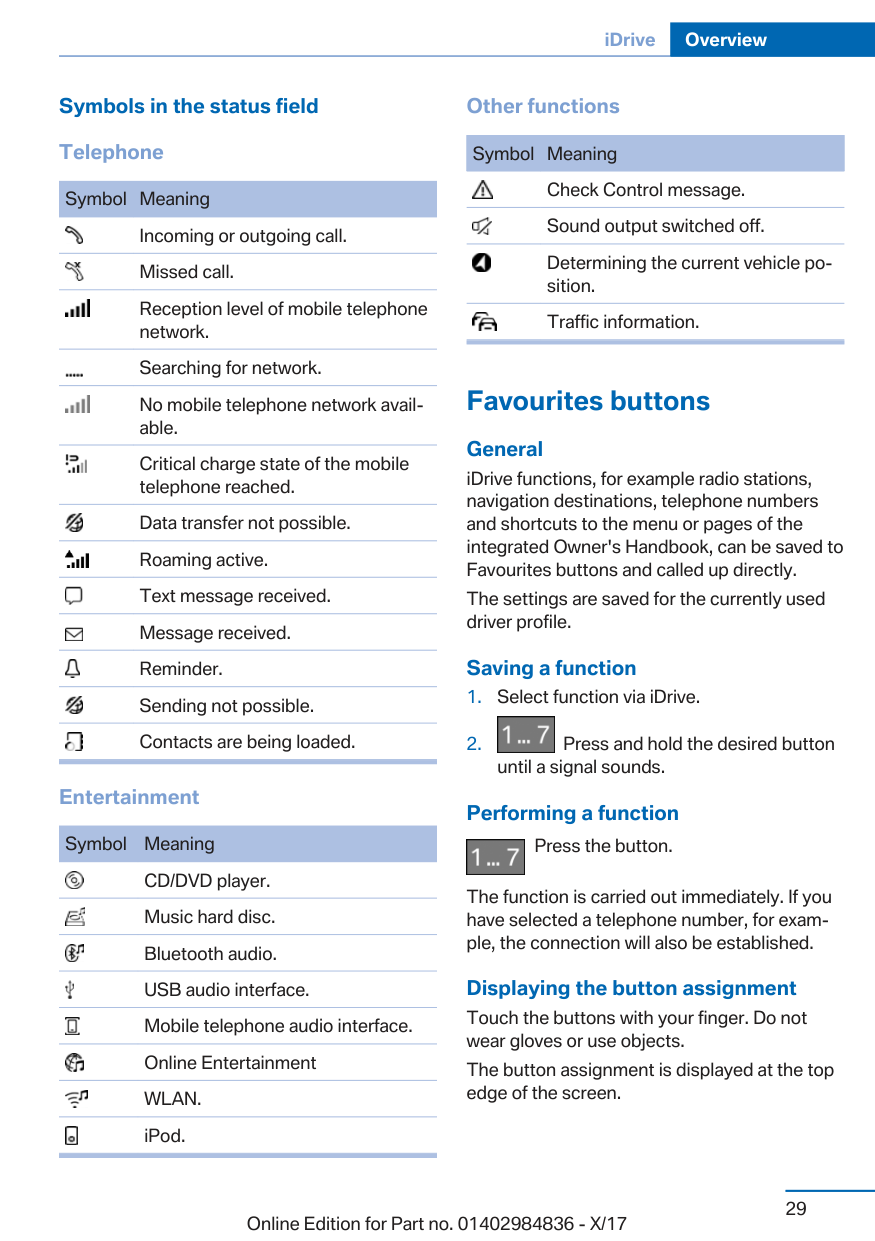 iDrive Overview
Symbols in the status field
Telephone
Symbol Meaning
Incoming or outgoing call.
Missed call.
Reception level of mobile telephone
network.
Searching for network.
No mobile telephone network avail-
able.
Critical charge state of the mobile
telephone reached.
Data transfer not possible.
Roaming active.
Text message received.
Message received.
Reminder.
Sending not possible.
Contacts are being loaded.
Entertainment
Symbol Meaning
CD/DVD player.
Music hard disc.
Bluetooth audio.
USB audio interface.
Mobile telephone audio interface.
Online Entertainment
WLAN.
iPod.
Other functions
Symbol Meaning
Check Control message.
Sound output switched off.
Determining the current vehicle po-
sition.
Traffic information.
Favourites buttons
General
iDrive functions, for example radio stations,
navigation destinations, telephone numbers
and shortcuts to the menu or pages of the
integrated Owner's Handbook, can be saved to
Favourites buttons and called up directly.
The settings are saved for the currently used
driver profile.
Saving a function
1. Select function via iDrive.
2. 1 ... 7 Press and hold the desired button
until a signal sounds.
Performing a function
1 ... 7 Press the button.
The function is carried out immediately. If you
have selected a telephone number, for exam-
ple, the connection will also be established.
Displaying the button assignment
Touch the buttons with your finger. Do not
wear gloves or use objects.
The button assignment is displayed at the top
edge of the screen.
29
Online Edition for Part no. 01402984836 - X/17